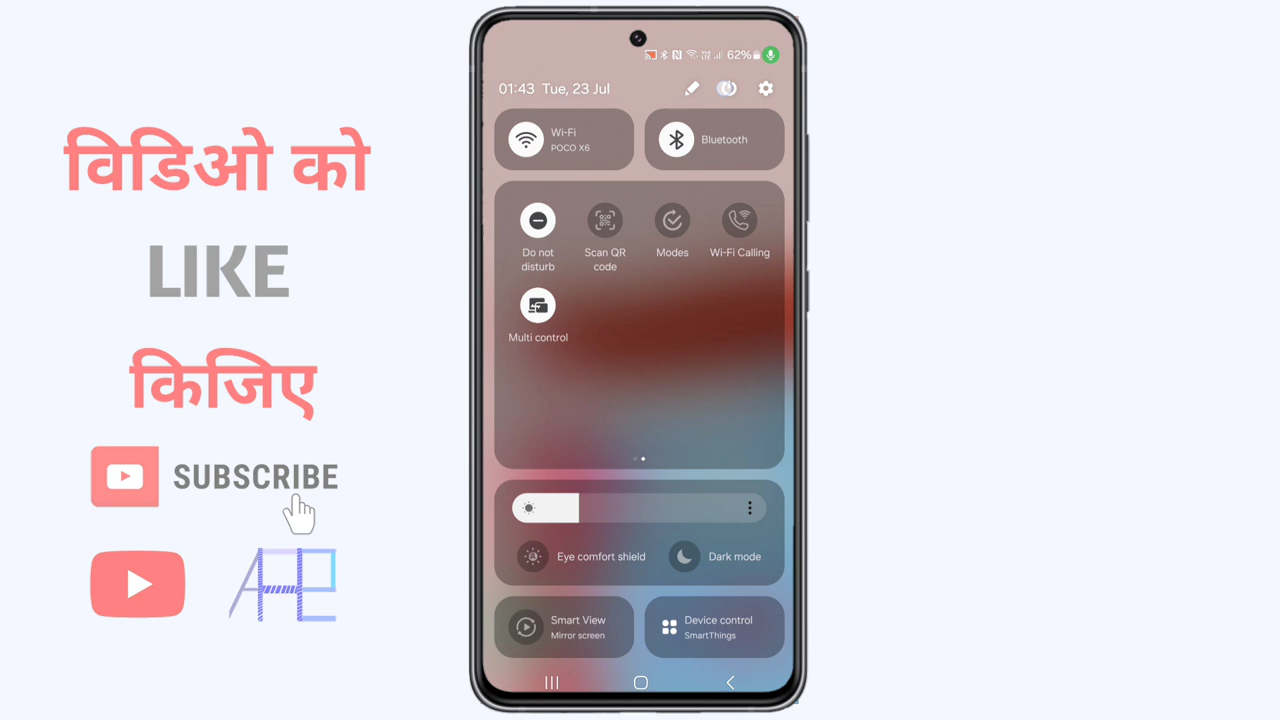 विडिओ को
LIKE
किजिए
SUBSCRIBE
AHE
62%
01:43 Tue, 23 Jul
Wi-Fi
POCO X6
Bluetooth
Do not
disturb
Scan QR
code
Modes
Wi-Fi Calling
Multi control
Eye comfort shield
Dark mode
Smart View
Mirror screen
Device control
SmartThings